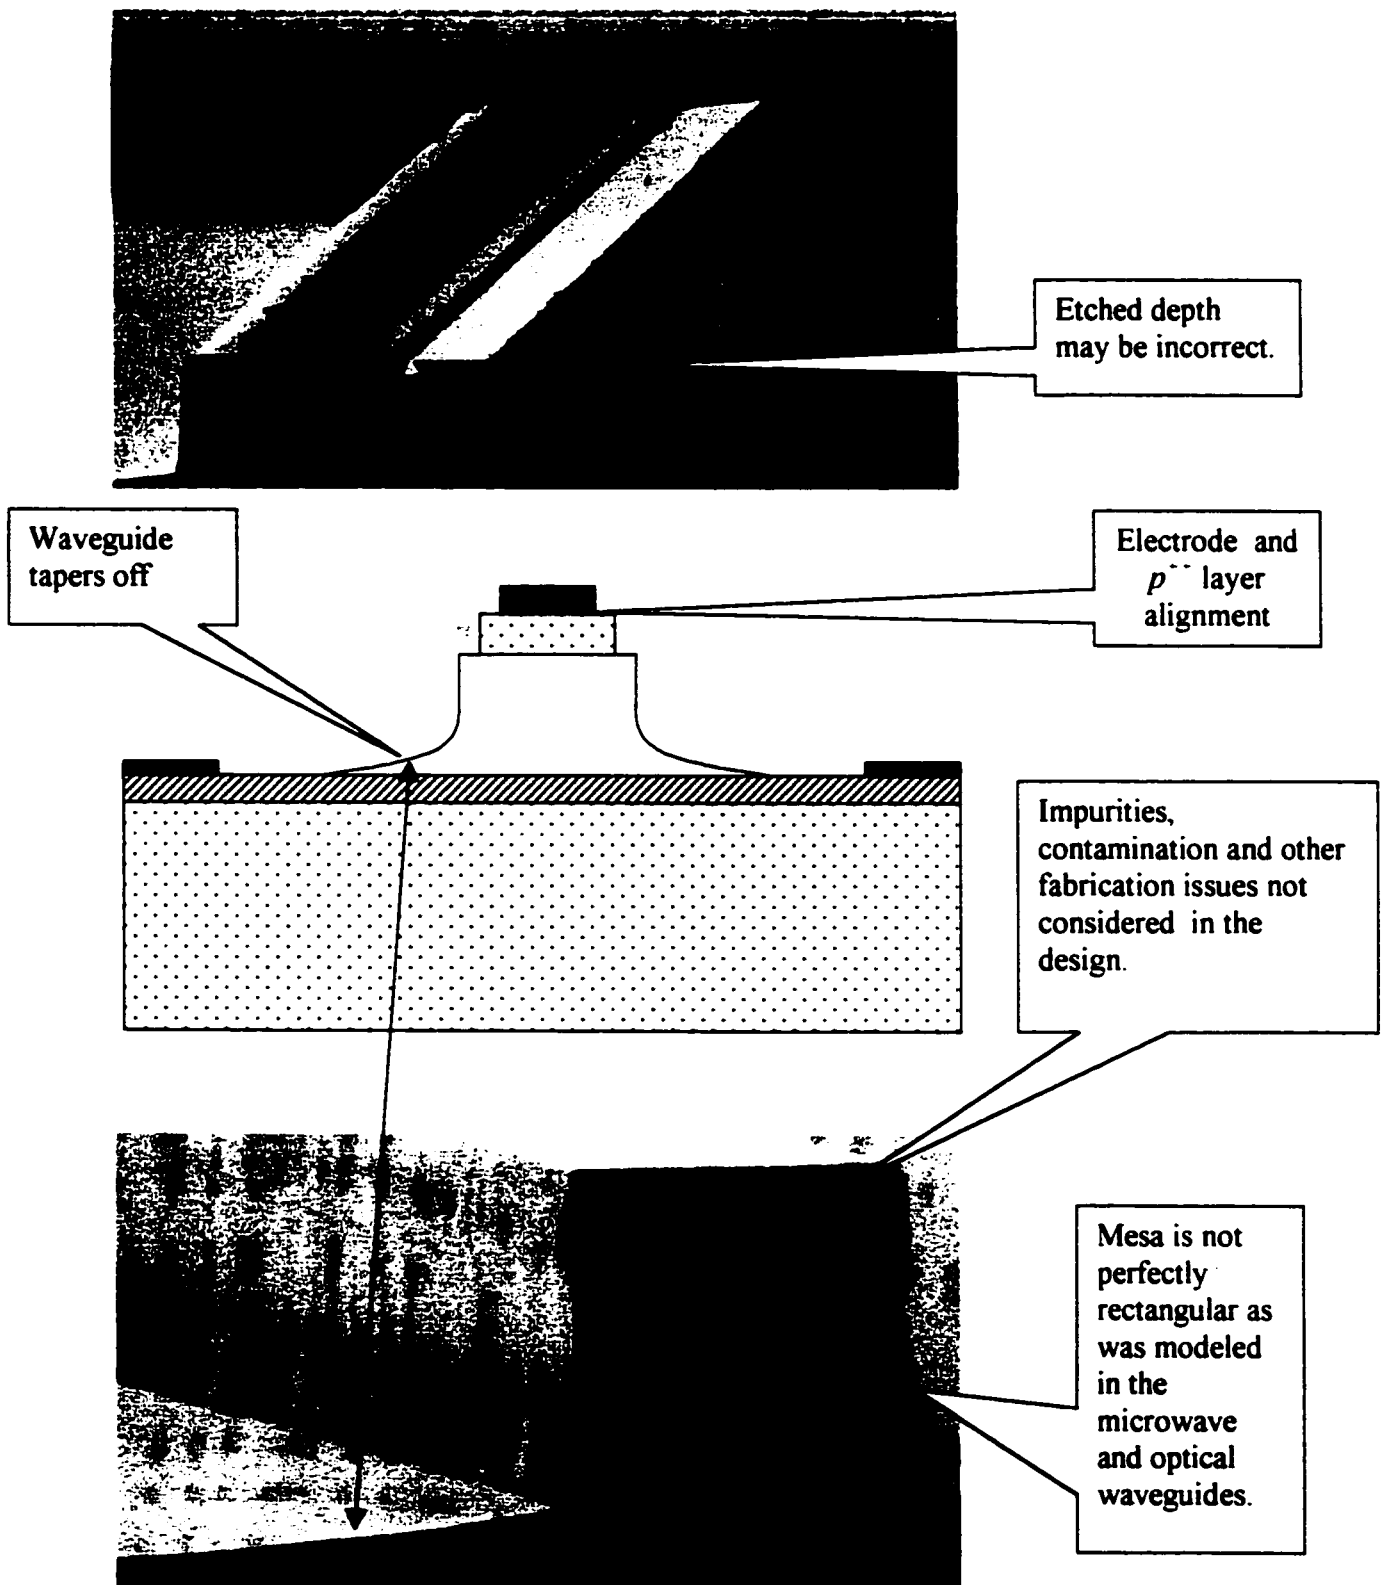 Etched depth
may be incorrect.
Waveguide
tapers off
Electrode and
p⁺⁺ layer
alignment
Impurities,
contamination and other
fabrication issues not
considered in the
design.
Mesa is not
perfectly
rectangular as
was modeled
in the
microwave
and optical
waveguides.